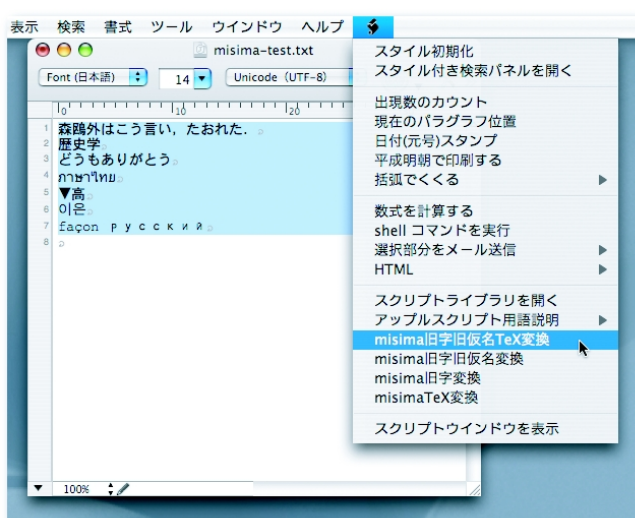 表示 検索 書式 ツール ウインドウ ヘルプ
misima-test.txt
Font (日本語) 14 Unicode (UTF-8)
0 10 20
1 森鷗外はこう言い，たおれた．
2 歴史学
3 どうもありがとう
4 ภาษาไทย
5 ▼高
6 이은
7 façon русский
8
100%
スタイル初期化
スタイル付き検索パネルを開く
出現数のカウント
現在のパラグラフ位置
日付(元号)スタンプ
平成明朝で印刷する
括弧でくくる
数式を計算する
shell コマンドを実行
選択部分をメール送信
HTML
スクリプトライブラリを開く
アップルスクリプト用語説明
misima旧字旧仮名TeX変換
misima旧字旧仮名変換
misima旧字変換
misimaTeX変換
スクリプトウインドウを表示